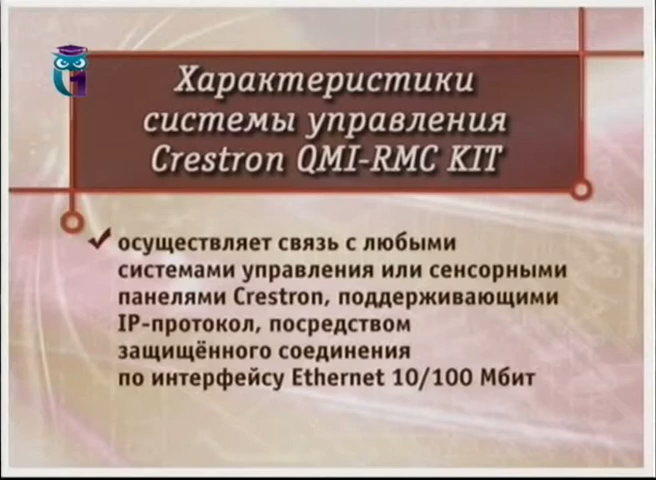 Характеристики
системы управления
Crestron QMI-RMC KIT
осуществляет связь с любыми
системами управления или сенсорными
панелями Crestron, поддерживающими
IP-протокол, посредством
защищённого соединения
по интерфейсу Ethernet 10/100 Мбит